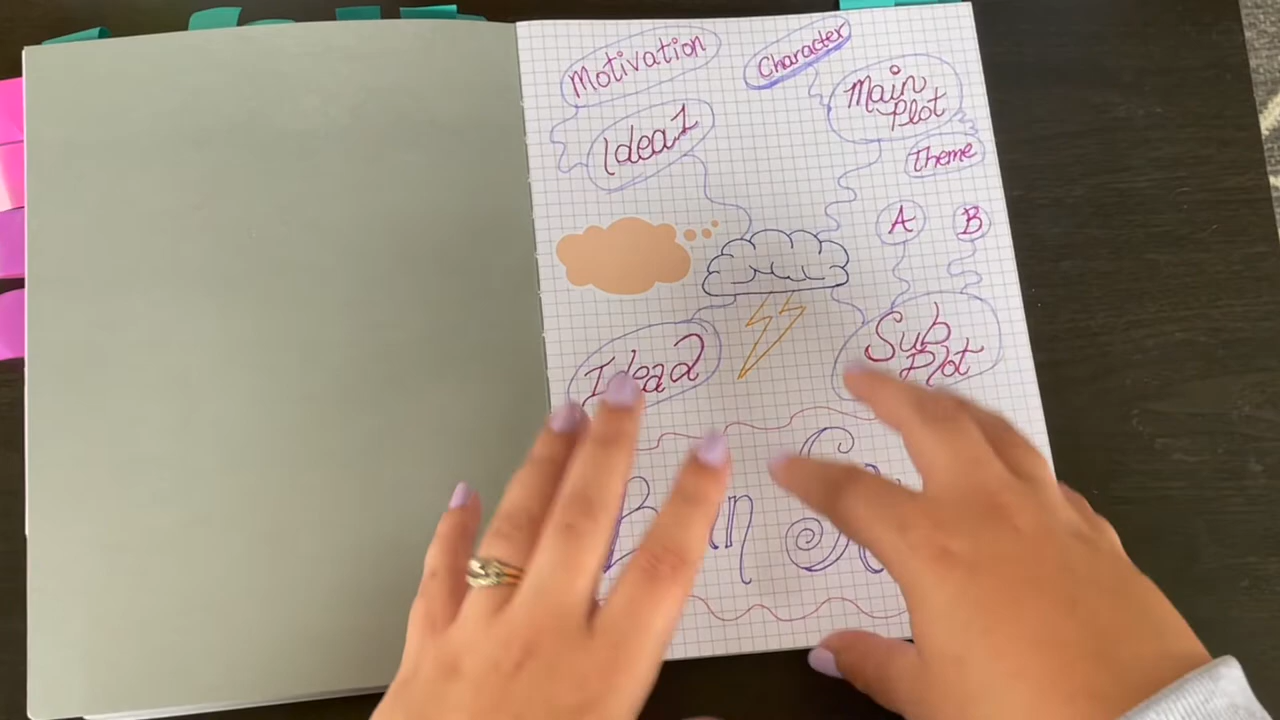 Motivation
Character
Main
Plot
Idea1
Theme
A
B
Sub
Plot
Idea2